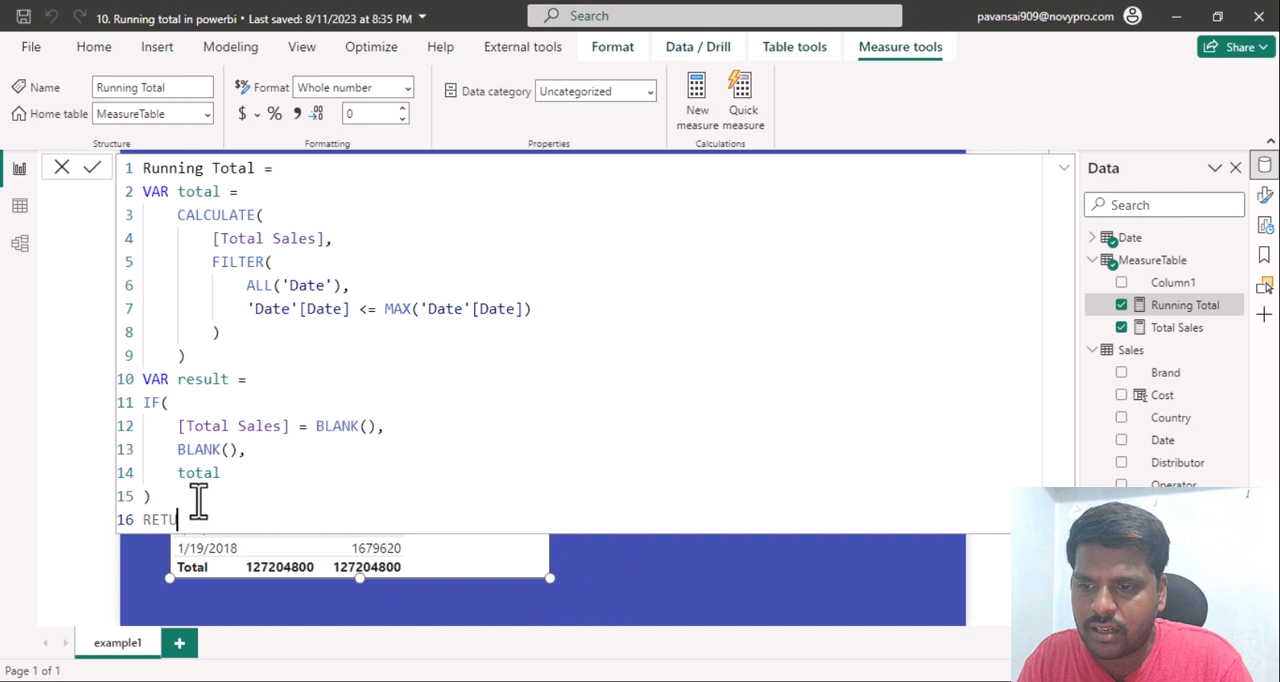 10. Running total in powerbi • Last saved: 8/11/2023 at 8:35 PM
Search
pavansai909@novypro.com
File Home Insert Modeling View Optimize Help External tools Format Data / Drill Table tools Measure tools
Share
Name Running Total
Home table MeasureTable
Structure
Format Whole number
$ % 0
Formatting
Data category Uncategorized
Properties
New measure
Quick measure
Calculations
1 Running Total =
2 VAR total =
3 CALCULATE(
4 [Total Sales],
5 FILTER(
6 ALL('Date'),
7 'Date'[Date] <= MAX('Date'[Date])
8 )
9 )
10 VAR result =
11 IF(
12 [Total Sales] = BLANK(),
13 BLANK(),
14 total
15 )
16 RETU
1/19/2018 1679620
Total 127204800 127204800
Data
Search
Date
MeasureTable
Column1
Running Total
Total Sales
Sales
Brand
Cost
Country
Date
Distributor
Operator
example1
Page 1 of 1